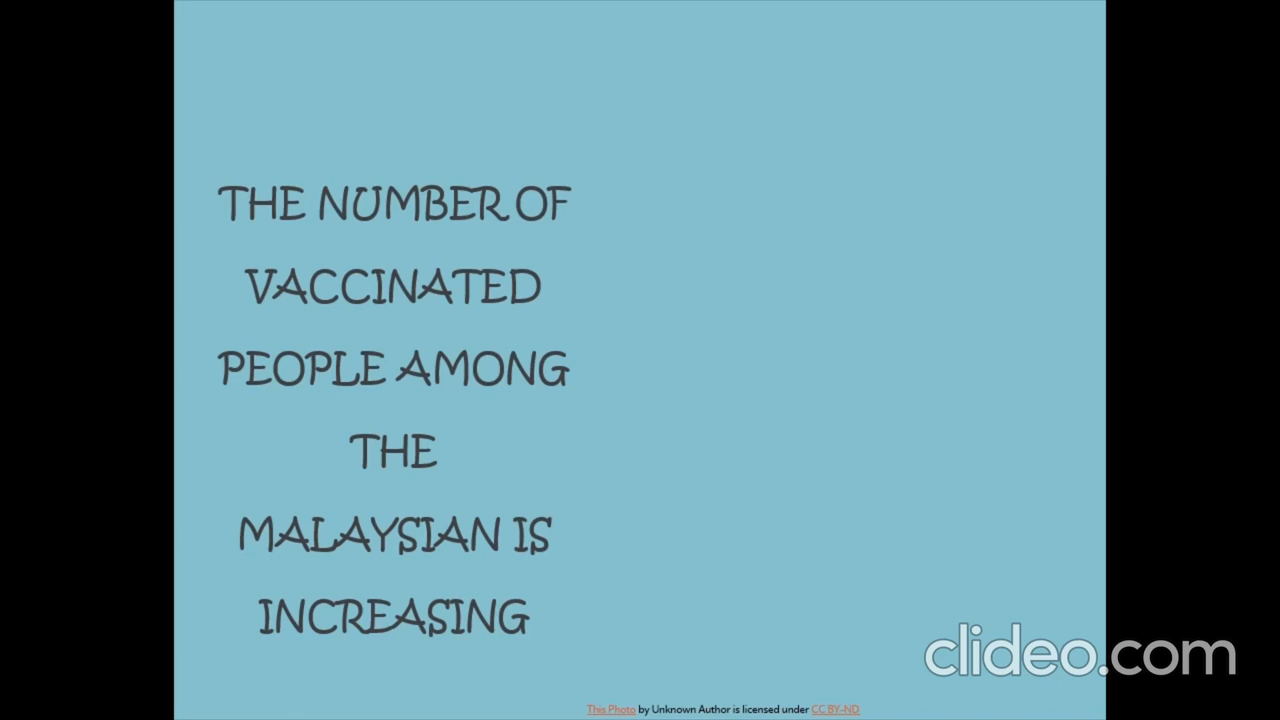 THE NUMBER OF
VACCINATED
PEOPLE AMONG
THE
MALAYSIAN IS
INCREASING
clideo.com
This Photo by Unknown Author is licensed under CC BY-ND